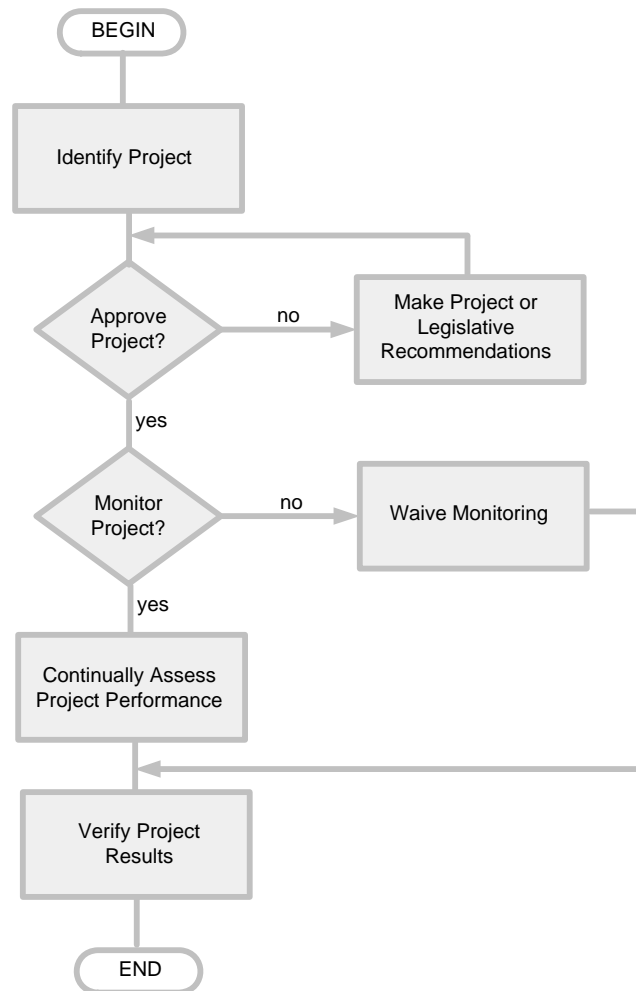 BEGIN
Identify Project
Approve
Project?
no
Make Project or
Legislative
Recommendations
yes
Monitor
Project?
no
Waive Monitoring
yes
Continually Assess
Project Performance
Verify Project
Results
END